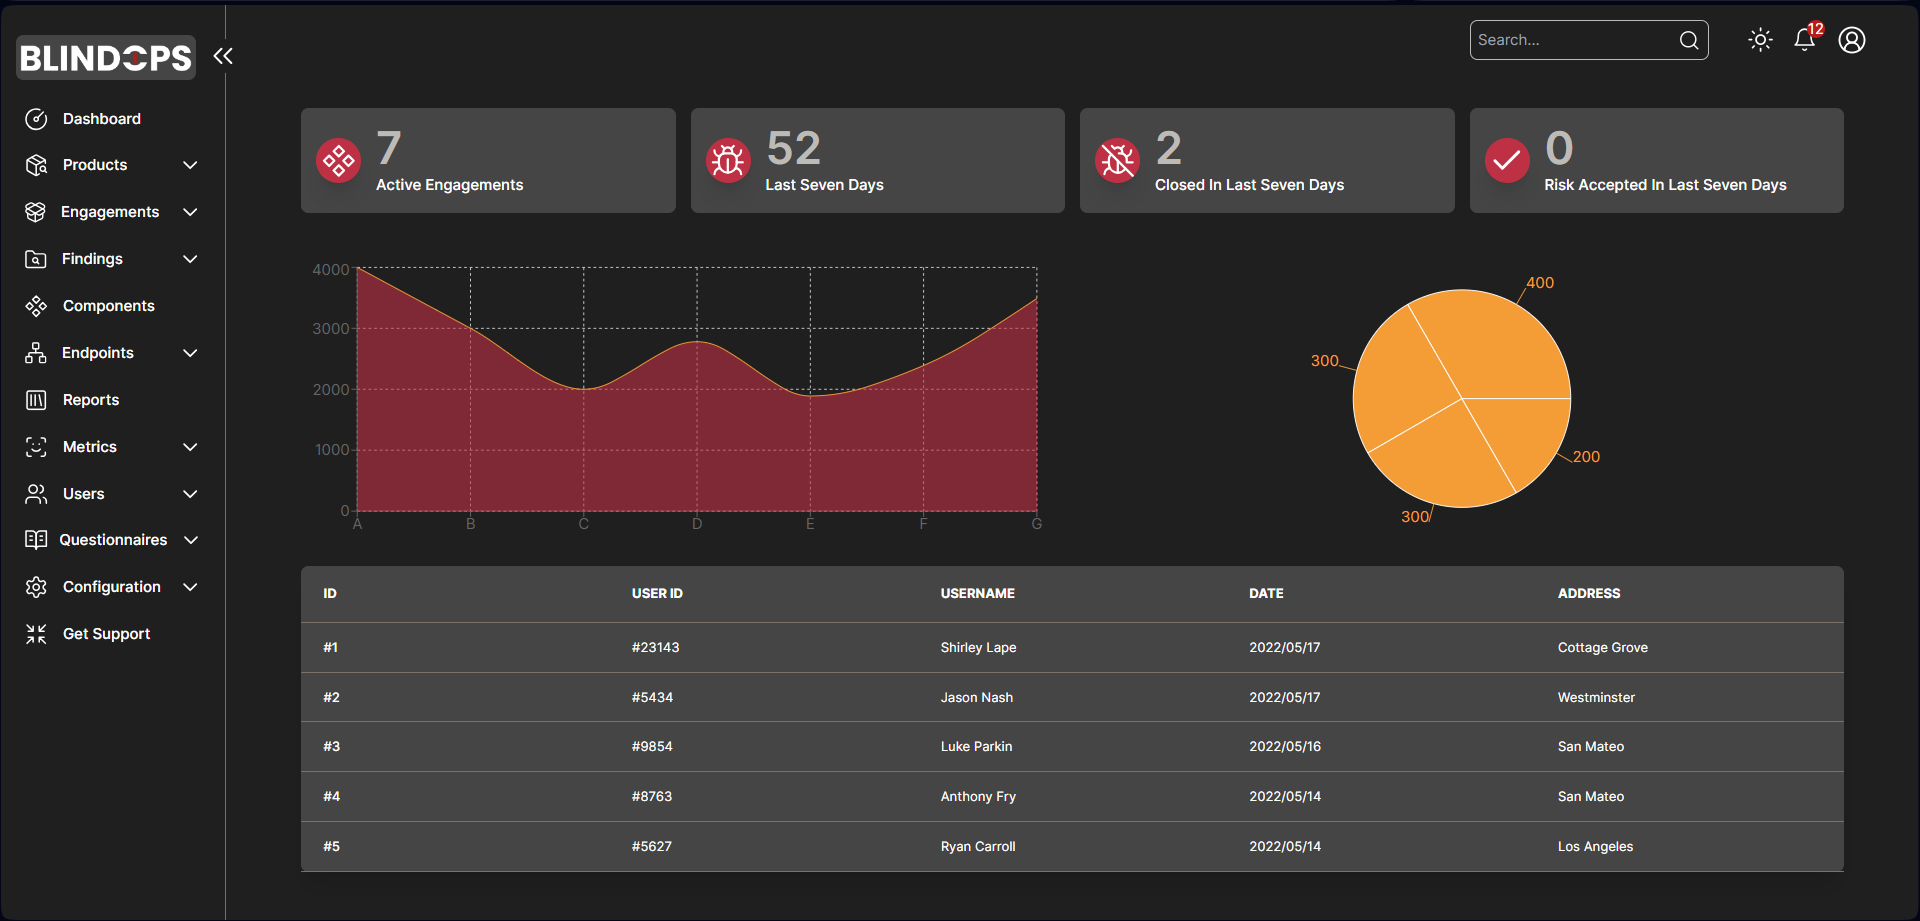 BLINDOPS
Search...
12
Dashboard
Products
Engagements
Findings
Components
Endpoints
Reports
Metrics
Users
Questionnaires
Configuration
Get Support
7
Active Engagements
52
Last Seven Days
2
Closed In Last Seven Days
0
Risk Accepted In Last Seven Days
4000
3000
2000
1000
0
A B C D E F G
400
300
200
300
ID USER ID USERNAME DATE ADDRESS
#1 #23143 Shirley Lape 2022/05/17 Cottage Grove
#2 #5434 Jason Nash 2022/05/17 Westminster
#3 #9854 Luke Parkin 2022/05/16 San Mateo
#4 #8763 Anthony Fry 2022/05/14 San Mateo
#5 #5627 Ryan Carroll 2022/05/14 Los Angeles